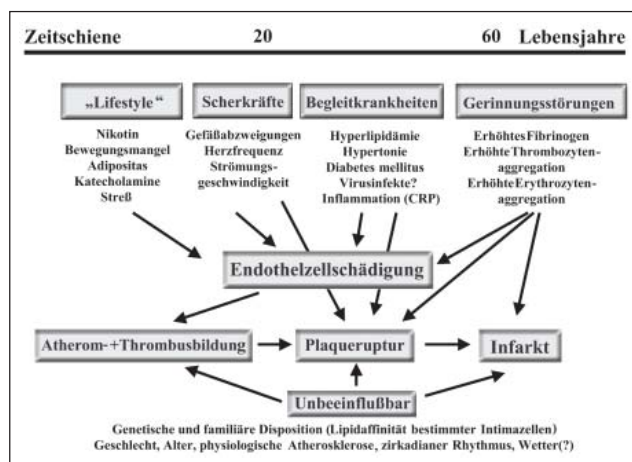 Zeitschiene 20 60 Lebensjahre
„Lifestyle“ Scherkräfte Begleitkrankheiten Gerinnungsstörungen
Nikotin
Bewegungsmangel
Adipositas
Katecholamine
Streß
Gefäßabzweigungen
Herzfrequenz
Strömungs-
geschwindigkeit
Hyperlipidämie
Hypertonie
Diabetes mellitus
Virusinfekte?
Inflammation (CRP)
Erhöhtes Fibrinogen
Erhöhte Thrombozyten-
aggregation
Erhöhte Erythrozyten-
aggregation
Endothelzellschädigung
Atherom-+Thrombusbildung Plaqueruptur Infarkt
Unbeeinflußbar
Genetische und familiäre Disposition (Lipidaffinität bestimmter Intimazellen)
Geschlecht, Alter, physiologische Atherosklerose, zirkadianer Rhythmus, Wetter(?)